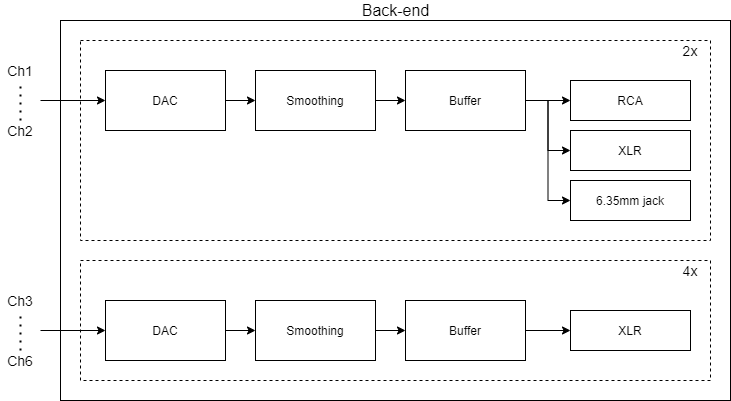 Back-end
2x
Ch1
Ch2
DAC
Smoothing
Buffer
RCA
XLR
6.35mm jack
4x
Ch3
Ch6
DAC
Smoothing
Buffer
XLR